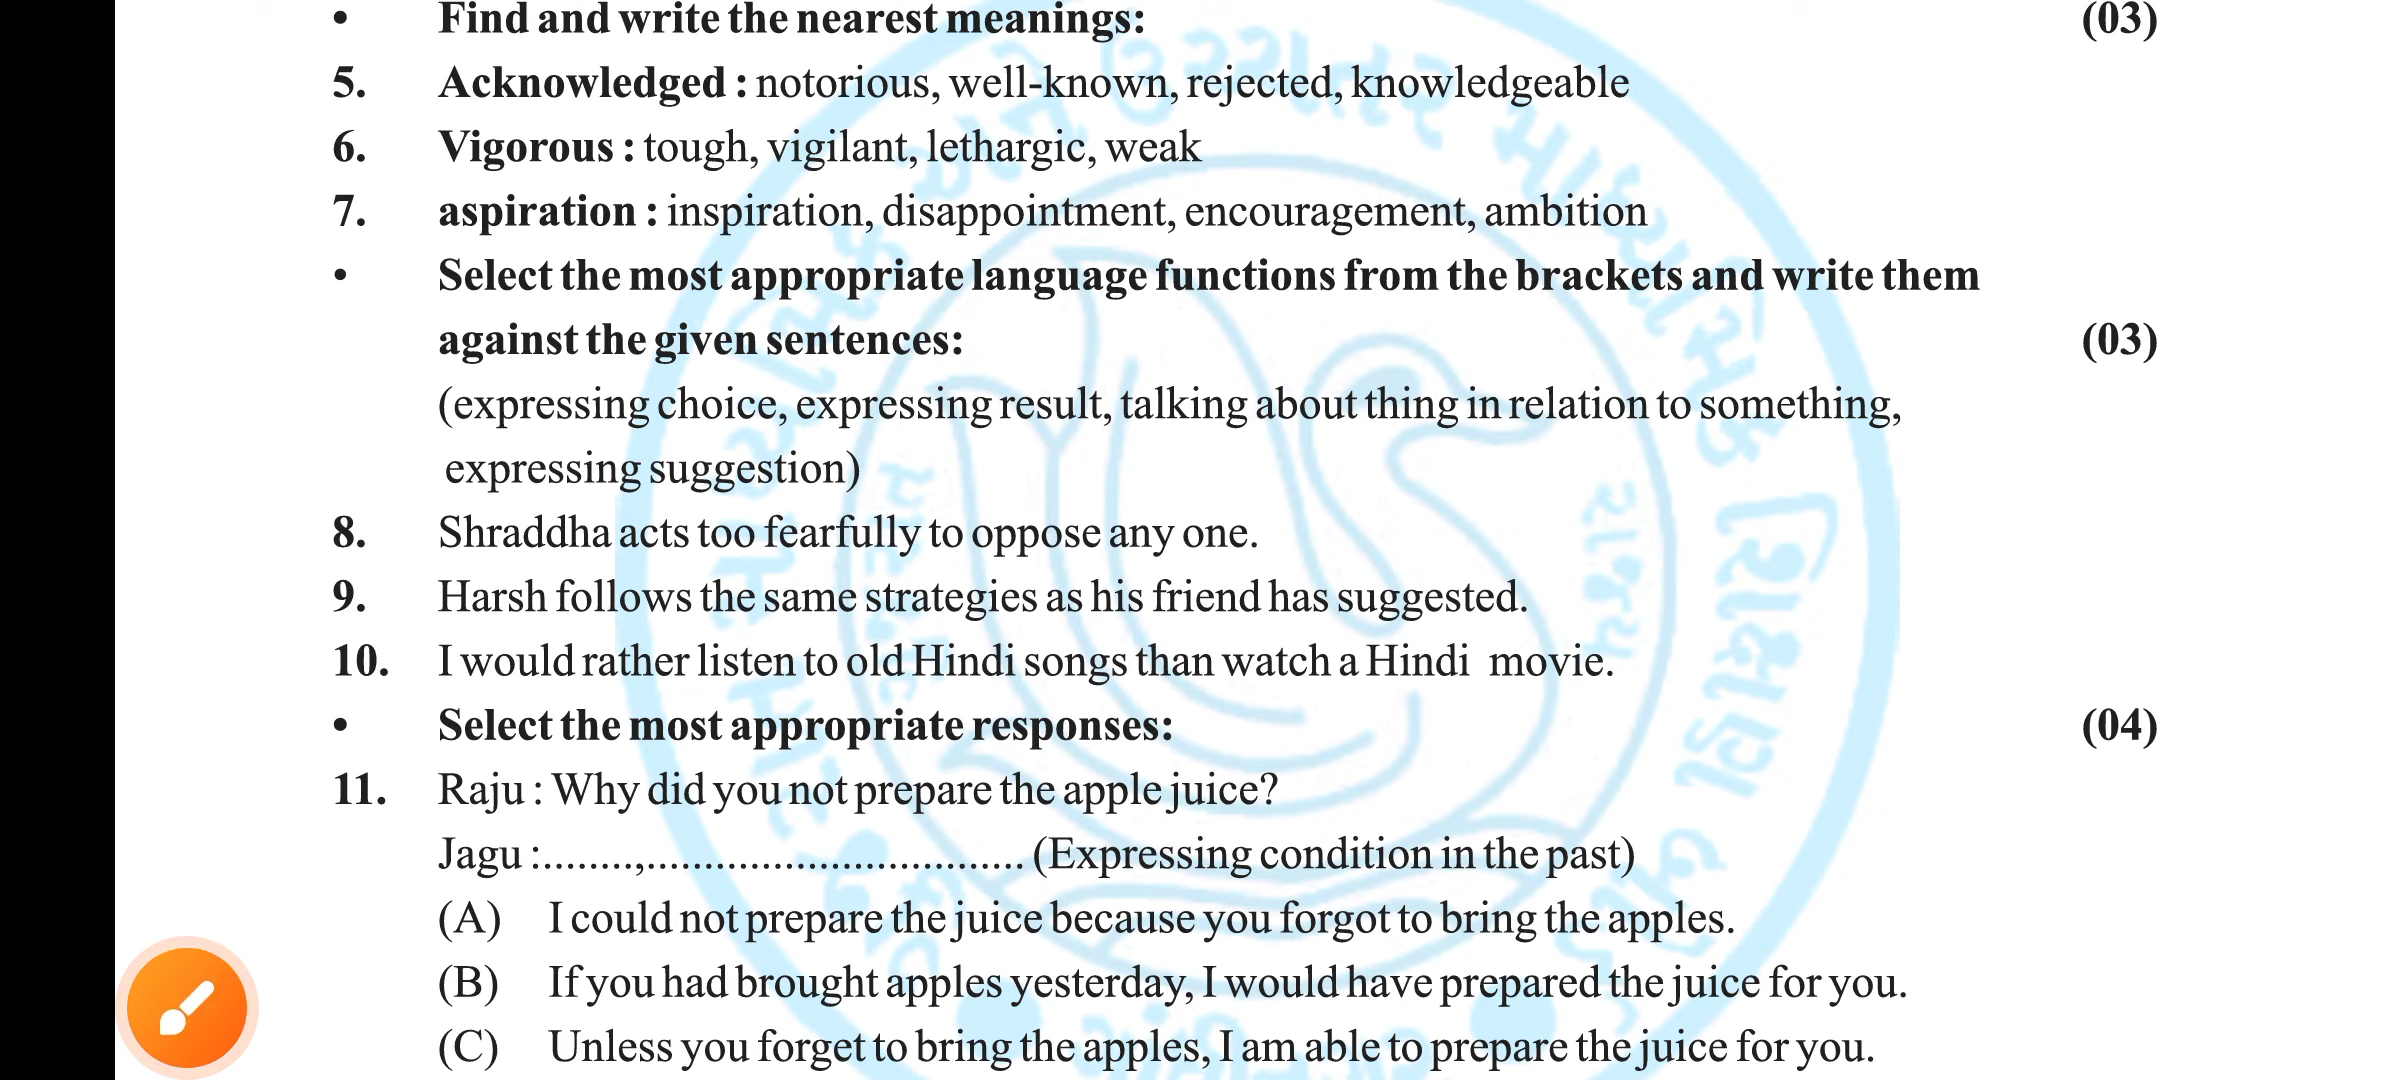 • Find and write the nearest meanings: (03)
5. Acknowledged : notorious, well-known, rejected, knowledgeable
6. Vigorous : tough, vigilant, lethargic, weak
7. aspiration : inspiration, disappointment, encouragement, ambition
• Select the most appropriate language functions from the brackets and write them
against the given sentences: (03)
(expressing choice, expressing result, talking about thing in relation to something,
expressing suggestion)
8. Shraddha acts too fearfully to oppose any one.
9. Harsh follows the same strategies as his friend has suggested.
10. I would rather listen to old Hindi songs than watch a Hindi movie.
• Select the most appropriate responses: (04)
11. Raju : Why did you not prepare the apple juice?
Jagu :........,................................... (Expressing condition in the past)
(A) I could not prepare the juice because you forgot to bring the apples.
(B) If you had brought apples yesterday, I would have prepared the juice for you.
(C) Unless you forget to bring the apples, I am able to prepare the juice for you.